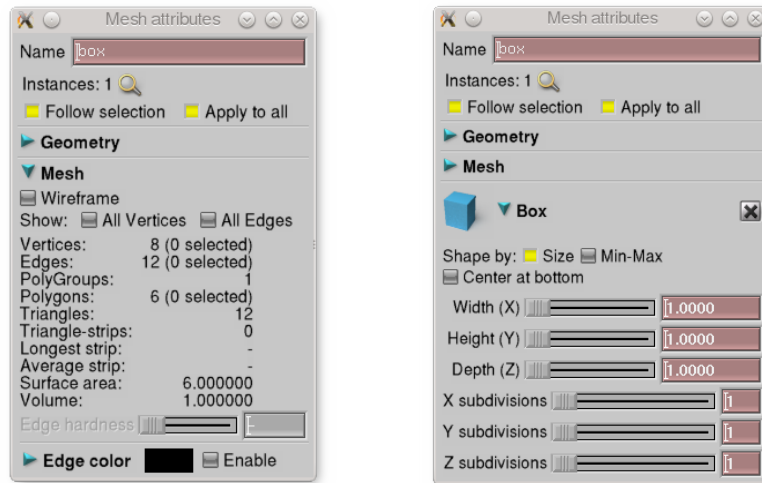 Mesh attributes
Name box
Instances: 1
Follow selection Apply to all
Geometry
Mesh
Wireframe
Show: All Vertices All Edges
Vertices: 8 (0 selected)
Edges: 12 (0 selected)
PolyGroups: 1
Polygons: 6 (0 selected)
Triangles: 12
Triangle-strips: 0
Longest strip: -
Average strip: -
Surface area: 6.000000
Volume: 1.000000
Edge hardness -
Edge color Enable
Mesh attributes
Name box
Instances: 1
Follow selection Apply to all
Geometry
Mesh
Box
Shape by: Size Min-Max
Center at bottom
Width (X) 1.0000
Height (Y) 1.0000
Depth (Z) 1.0000
X subdivisions 1
Y subdivisions 1
Z subdivisions 1